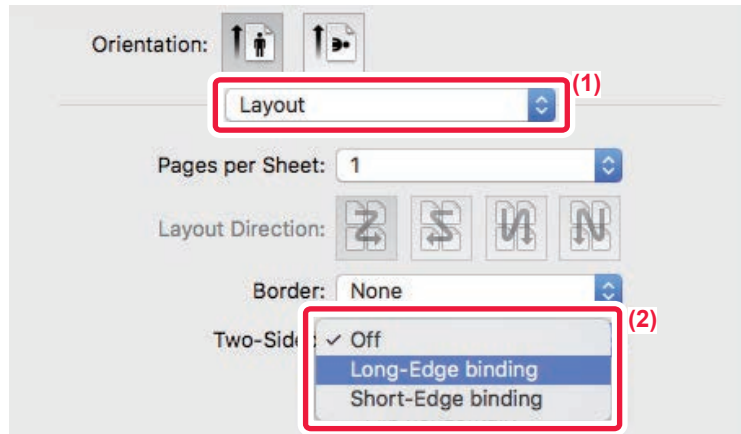 Orientation:
(1)
Layout
Pages per Sheet: 1
Layout Direction:
Border: None
(2)
Two-Side : ✓ Off
Long-Edge binding
Short-Edge binding